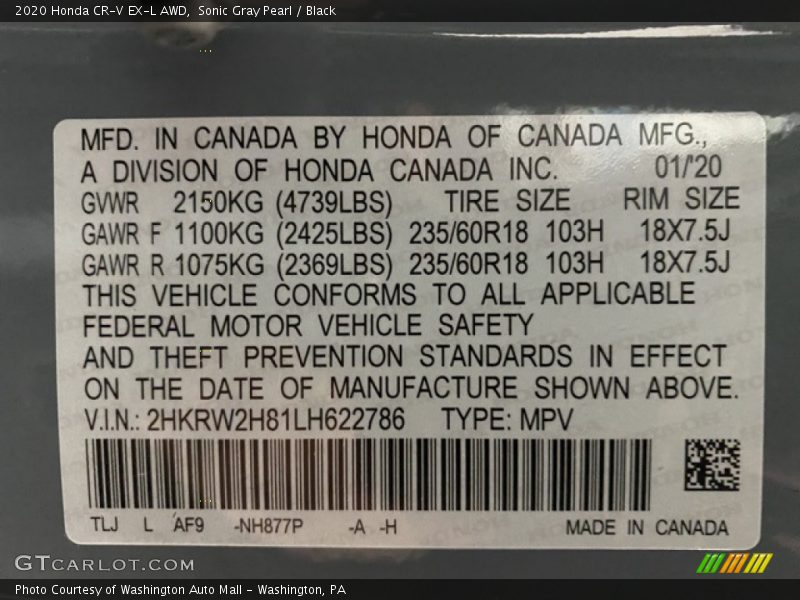 2020 Honda CR-V EX-L AWD, Sonic Gray Pearl / Black
MFD. IN CANADA BY HONDA OF CANADA MFG.,
A DIVISION OF HONDA CANADA INC. 01/'20
GVWR 2150KG (4739LBS) TIRE SIZE RIM SIZE
GAWR F 1100KG (2425LBS) 235/60R18 103H 18X7.5J
GAWR R 1075KG (2369LBS) 235/60R18 103H 18X7.5J
THIS VEHICLE CONFORMS TO ALL APPLICABLE
FEDERAL MOTOR VEHICLE SAFETY
AND THEFT PREVENTION STANDARDS IN EFFECT
ON THE DATE OF MANUFACTURE SHOWN ABOVE.
V.I.N.: 2HKRW2H81LH622786 TYPE: MPV
TLJ L AF9 -NH877P -A -H MADE IN CANADA
GTCARLOT.COM
Photo Courtesy of Washington Auto Mall - Washington, PA